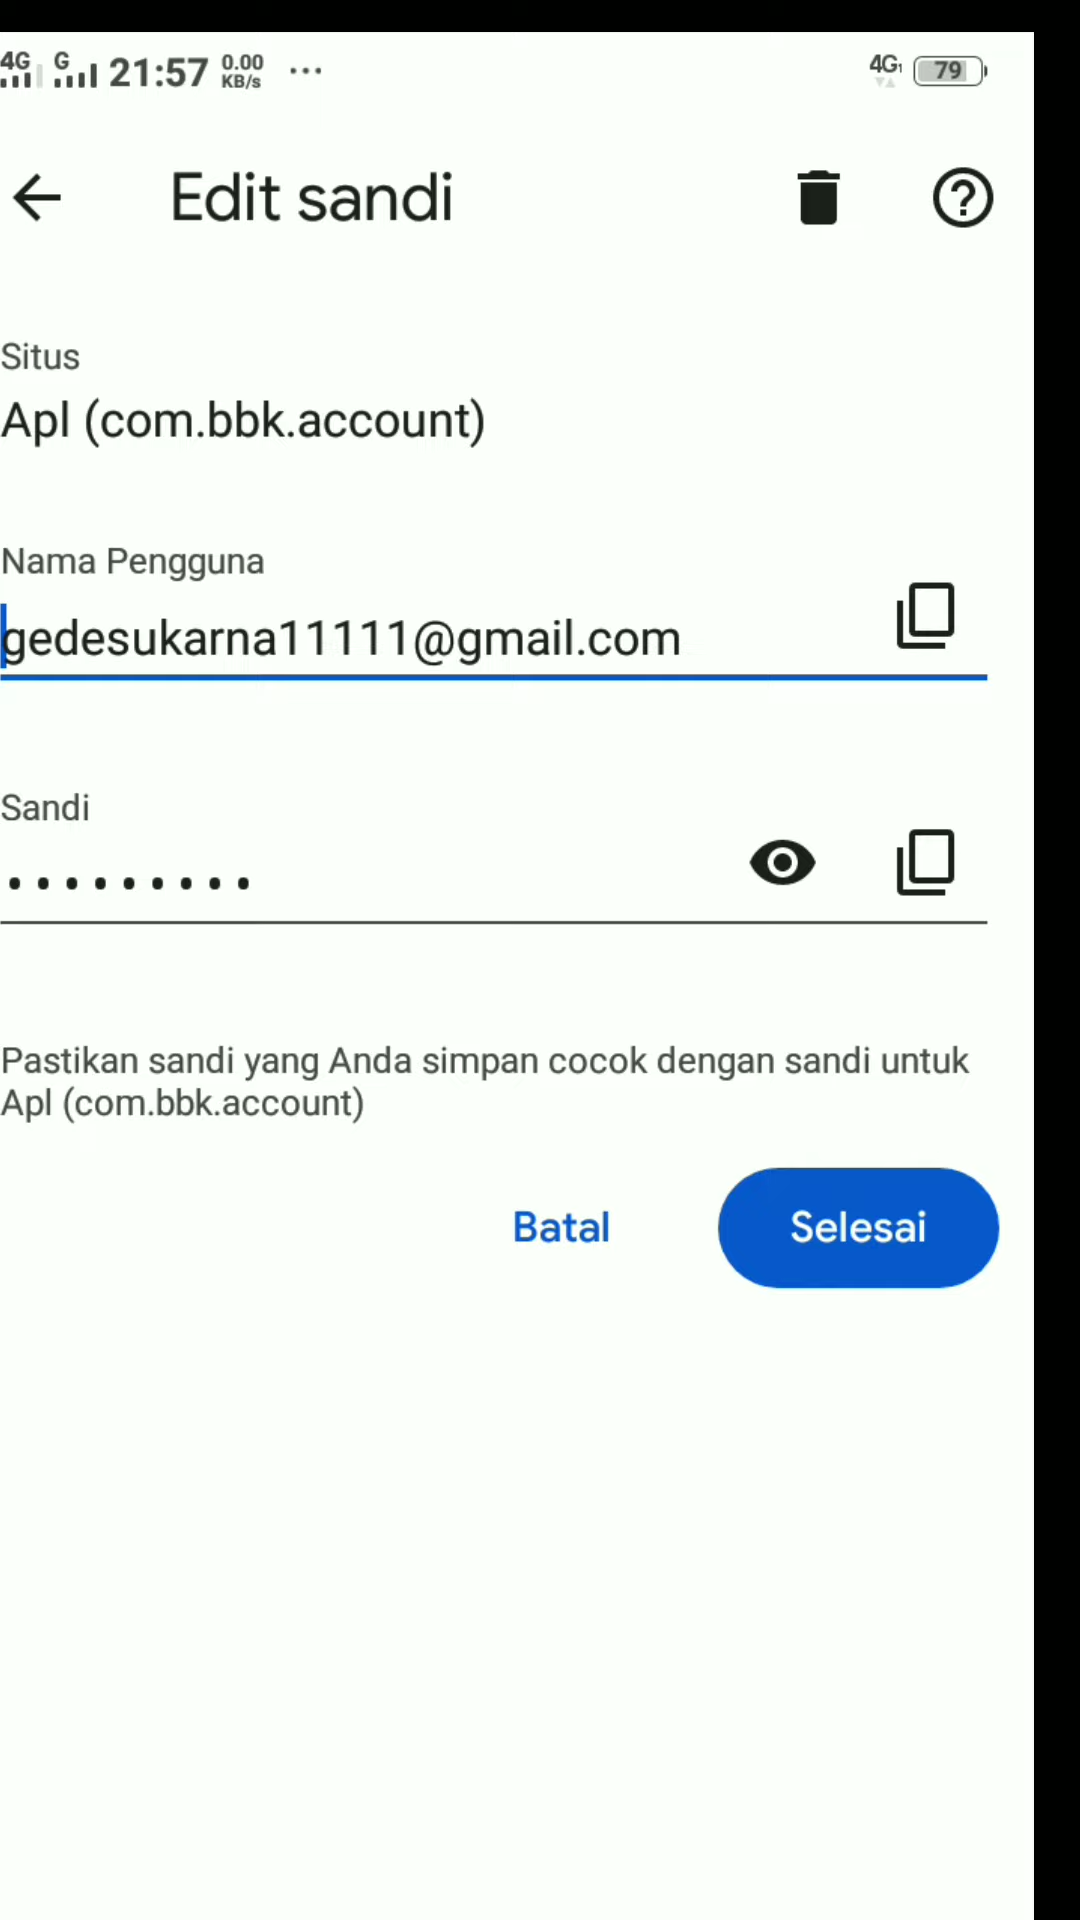 4G G 21:57 0.00 KB/s ... 4G1 79
Edit sandi
Situs
Apl (com.bbk.account)
Nama Pengguna
gedesukarna11111@gmail.com
Sandi
•••••••••
Pastikan sandi yang Anda simpan cocok dengan sandi untuk
Apl (com.bbk.account)
Batal Selesai